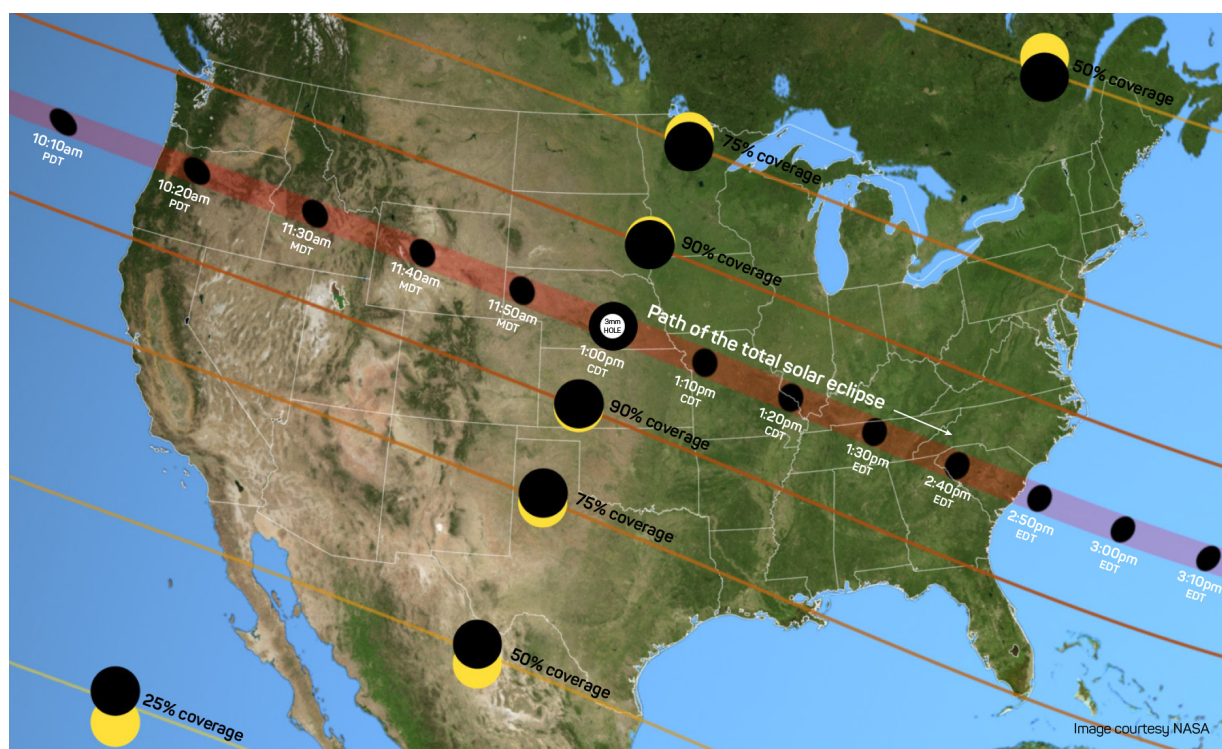 50% coverage
75% coverage
10:10am
PDT
10:20am
PDT
11:30am
MDT
90% coverage
11:40am
MDT
11:50am
MDT
3mm
HOLE
Path of the total solar eclipse
1:00pm
CDT
1:10pm
CDT
1:20pm
CDT
90% coverage
1:30pm
EDT
2:40pm
EDT
75% coverage
2:50pm
EDT
3:00pm
EDT
3:10pm
EDT
50% coverage
25% coverage
Image courtesy NASA